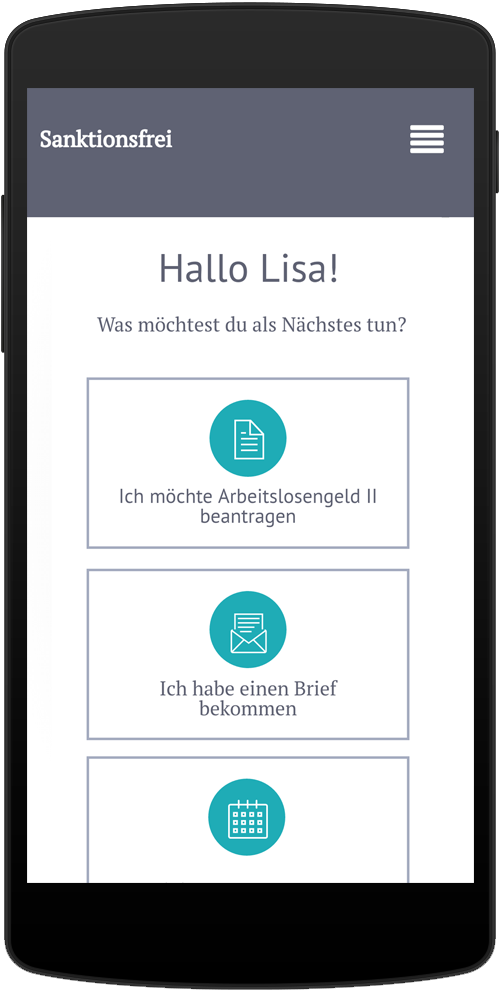 Sanktionsfrei
Hallo Lisa!
Was möchtest du als Nächstes tun?
Ich möchte Arbeitslosengeld II
beantragen
Ich habe einen Brief
bekommen